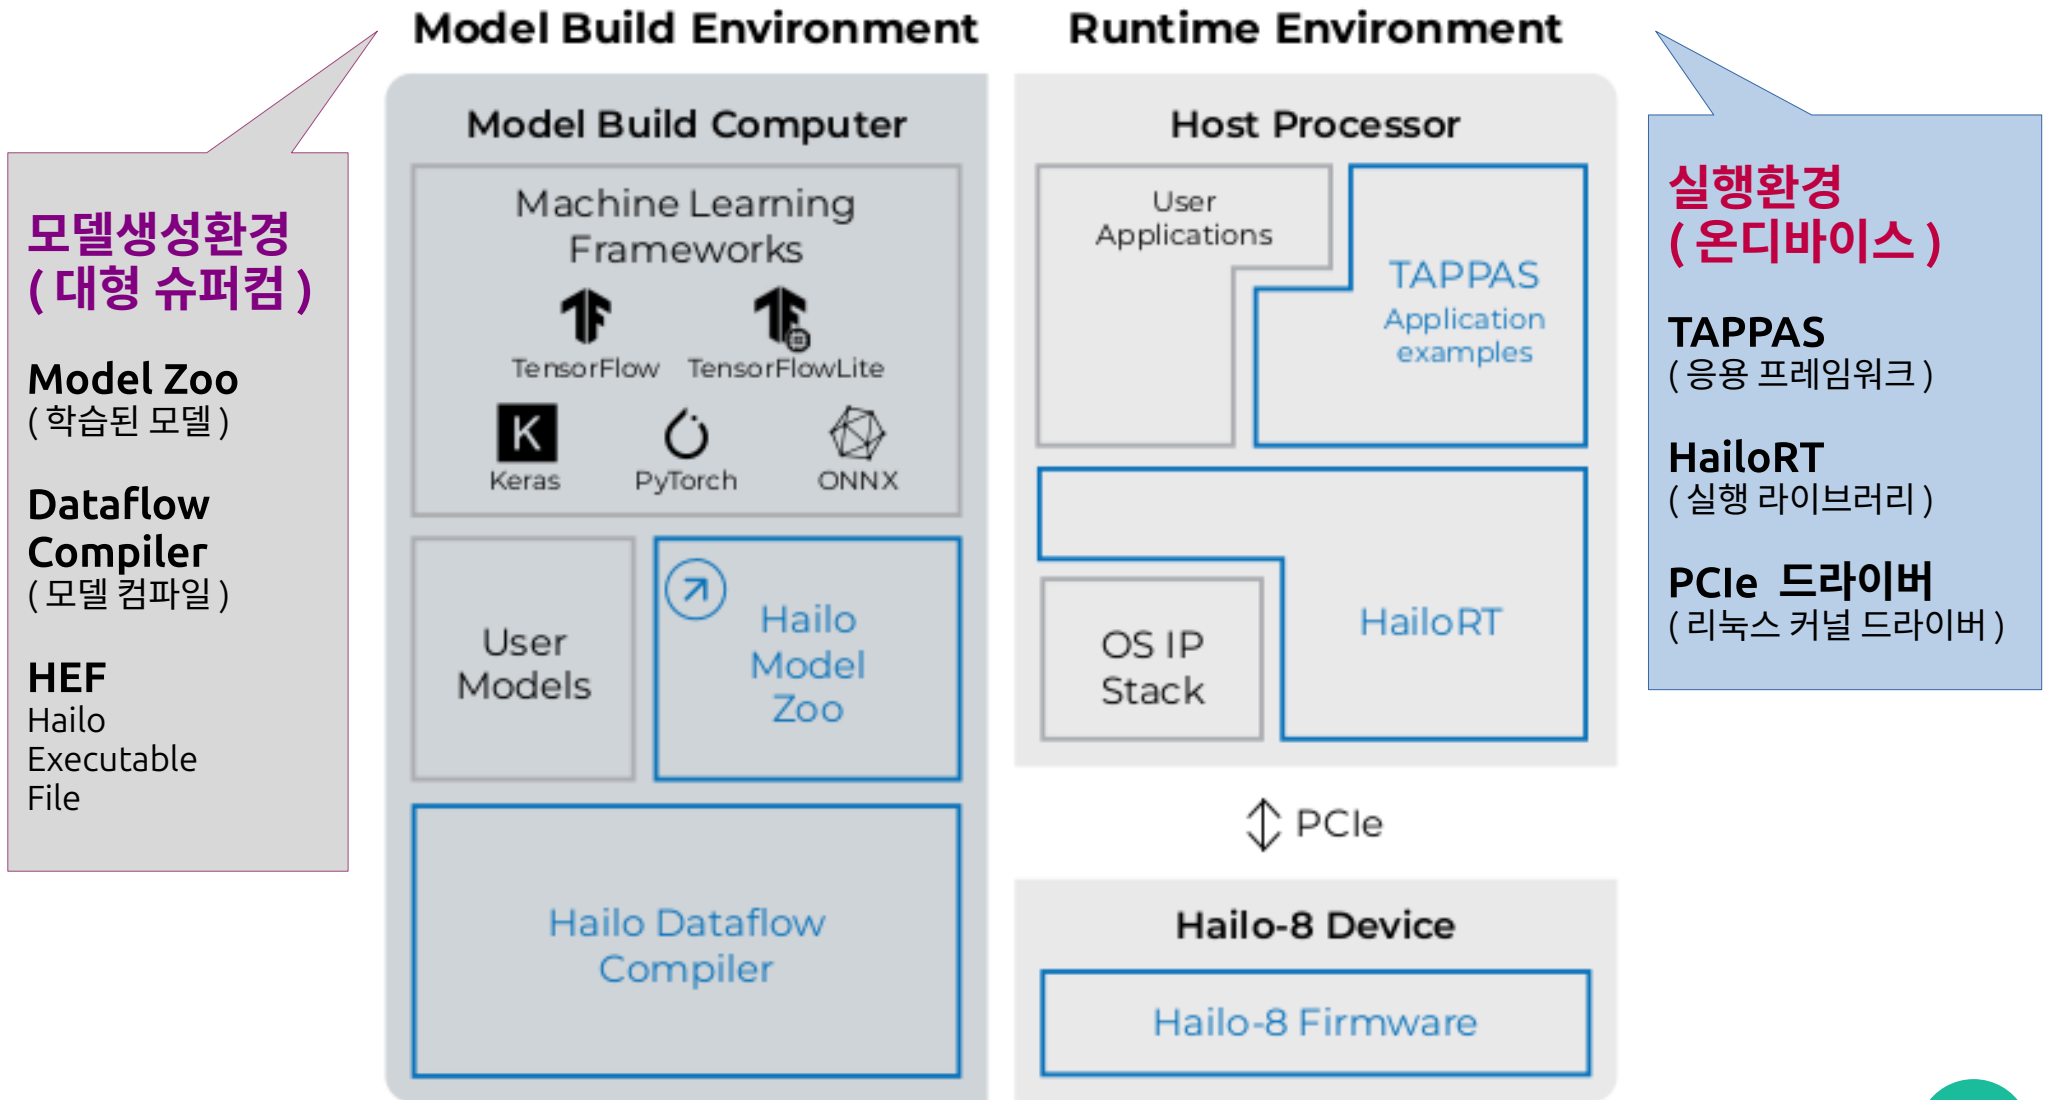 Model Build Environment
Runtime Environment
모델생성환경
( 대형 슈퍼컴 )
Model Zoo
( 학습된 모델 )
Dataflow
Compiler
( 모델 컴파일 )
HEF
Hailo
Executable
File
Model Build Computer
Machine Learning
Frameworks
TensorFlow
TensorFlowLite
K
Keras
PyTorch
ONNX
User
Models
Hailo
Model
Zoo
Hailo Dataflow
Compiler
Host Processor
User
Applications
TAPPAS
Application
examples
HailoRT
OS IP
Stack
PCIe
Hailo-8 Device
Hailo-8 Firmware
실행환경
( 온디바이스 )
TAPPAS
( 응용 프레임워크 )
HailoRT
( 실행 라이브러리 )
PCIe 드라이버
( 리눅스 커널 드라이버 )